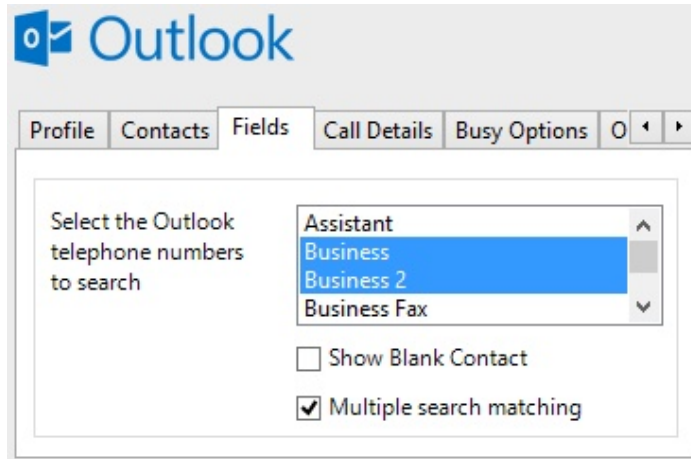 Outlook
Profile Contacts Fields Call Details Busy Options O
Select the Outlook
telephone numbers
to search
Assistant
Business
Business 2
Business Fax
Show Blank Contact
Multiple search matching